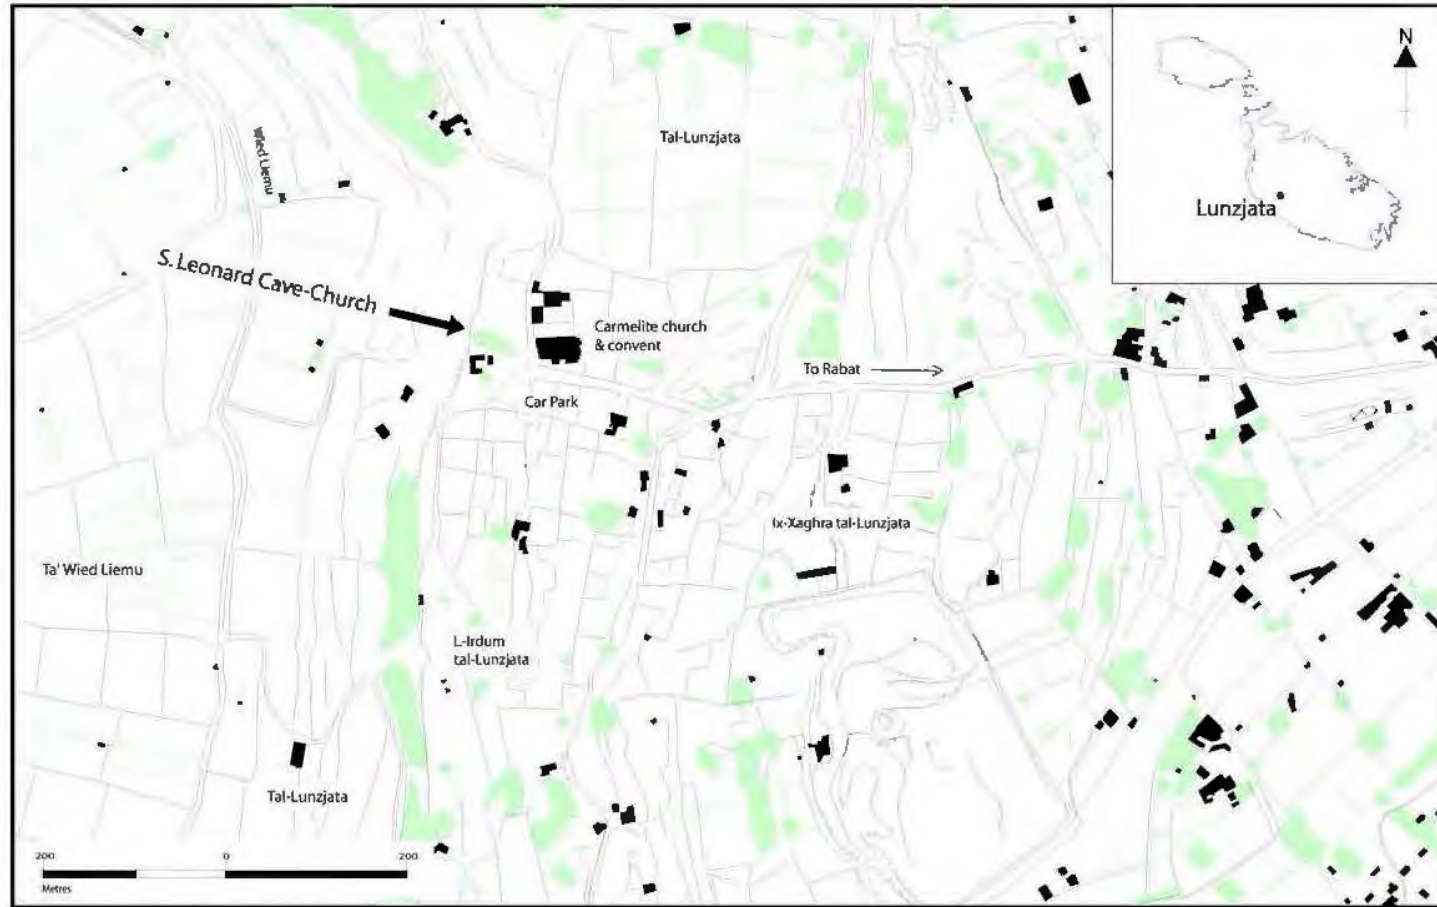 N
Tal-Lunzjata
Wied Liemu
Lunzjata
S. Leonard Cave-Church
Carmelite church
& convent
To Rabat
Car Park
Ix-Xaghra tal-Lunzjata
Ta' Wied Liemu
L-Irdum
tal-Lunzjata
Tal-Lunzjata
200 0 200
Metres